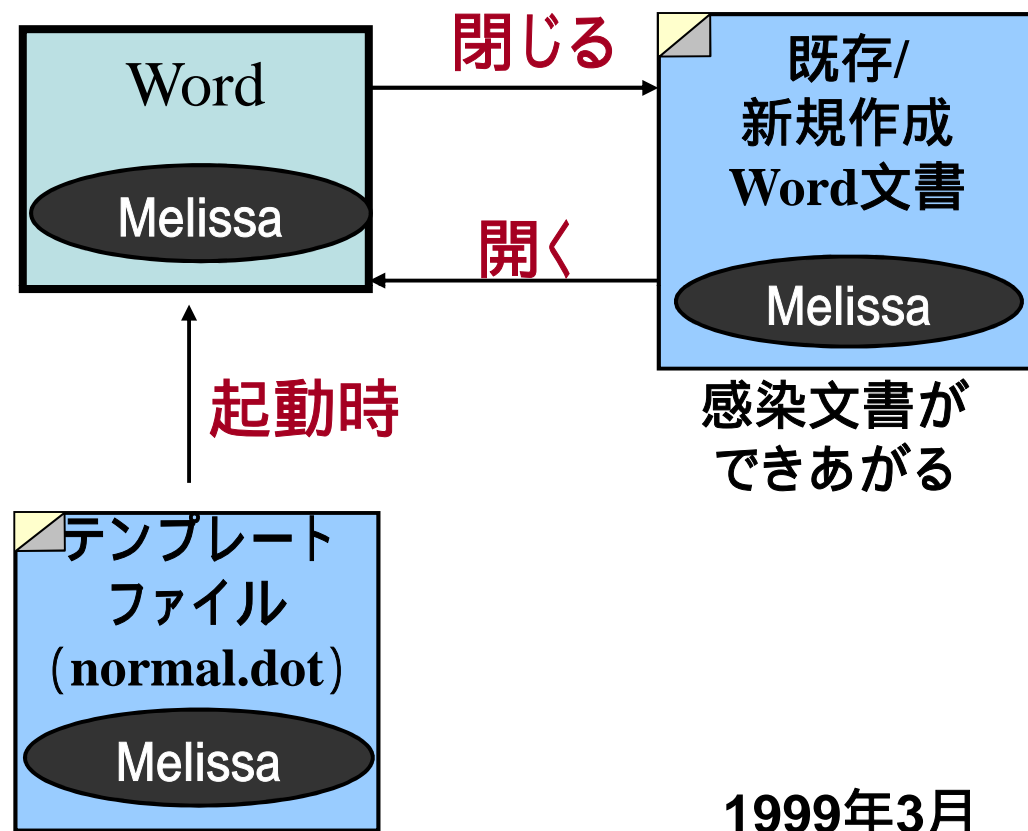 Word
Melissa
閉じる
開く
既存/
新規作成
Word文書
Melissa
感染文書が
できあがる
起動時
テンプレート
ファイル
(normal.dot)
Melissa
1999年3月